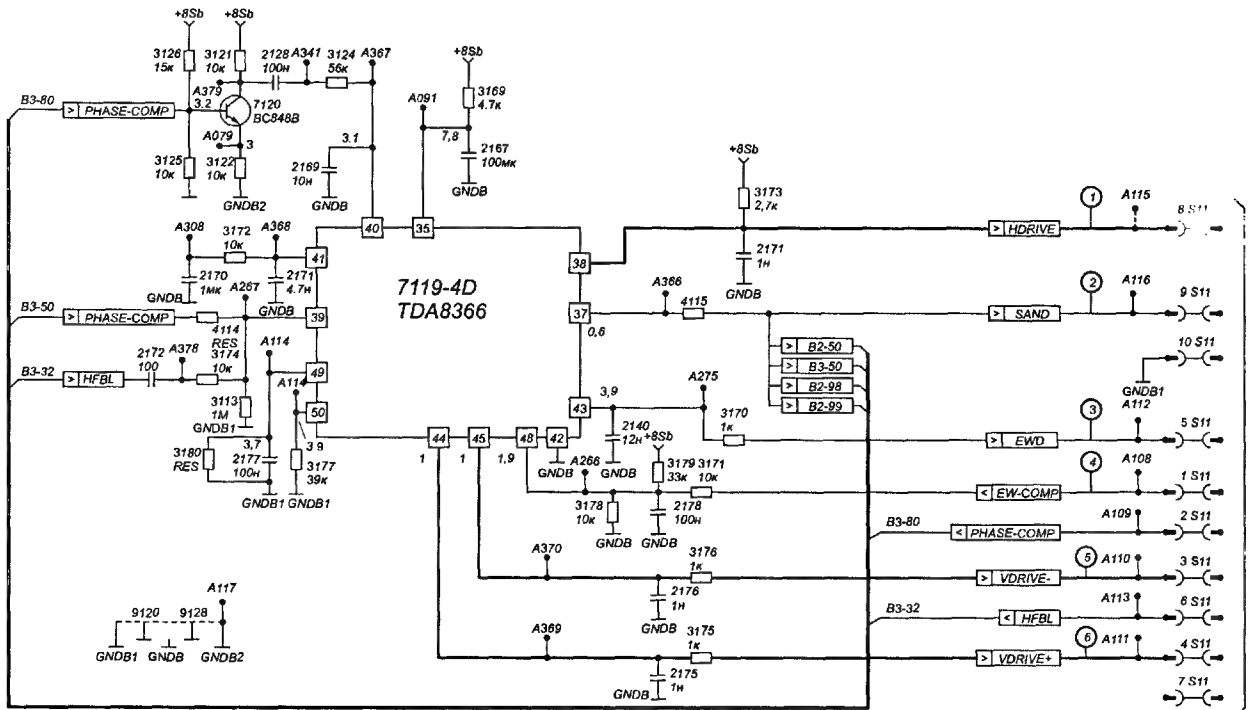 +8Sb
+8Sb
3126
15к
3121
10к
2128
100н
A341
3124
56к
A367
+8Sb
A379
3,2
7120
BC848B
A091
3169
4.7к
B3-80
> PHASE-COMP
A079
3
3.1
7,8
2167
100мк
3125
10к
3122
10к
2169
10н
GNDB
GNDB2
GNDB
+8Sb
3173
2,7к
1
A115
8 S11
A308
3172
10к
A368
40
35
> HDRIVE
41
38
2171
1н
GNDB
2170
1мк
GNDB
2171
4.7н
GNDB
A267
7119-4D
TDA8366
A366
4115
2
A116
9 S11
B3-50
> PHASE-COMP
39
37
0,6
> SAND
4114
RES
3174
10к
2172
100
A378
A114
> B2-50
> B3-50
> B2-98
> B2-99
10 S11
GNDB1
B3-32
> HFBL
49
A114
3113
1М
GNDB1
50
43
3,9
A275
A112
3
5 S11
44
45
48
42
2140
12н
GNDB
3170
1к
> EWD
3180
RES
3,7
2177
100н
3.9
3177
39к
GNDB1
GNDB1
1
1
1,9
GNDB
A266
+8Sb
3179
33к
3171
10к
4
A108
1 S11
< EW-COMP
3178
10к
GNDB
2178
100н
GNDB
B3-80
< PHASE-COMP
A109
2 S11
A370
3176
1к
5
A110
3 S11
> VDRIVE-
2176
1н
GNDB
B3-32
< HFBL
A113
6 S11
A117
9120
9128
GNDB1
GNDB
GNDB2
A369
3175
1к
6
A111
4 S11
> VDRIVE+
2175
1н
GNDB
7 S11